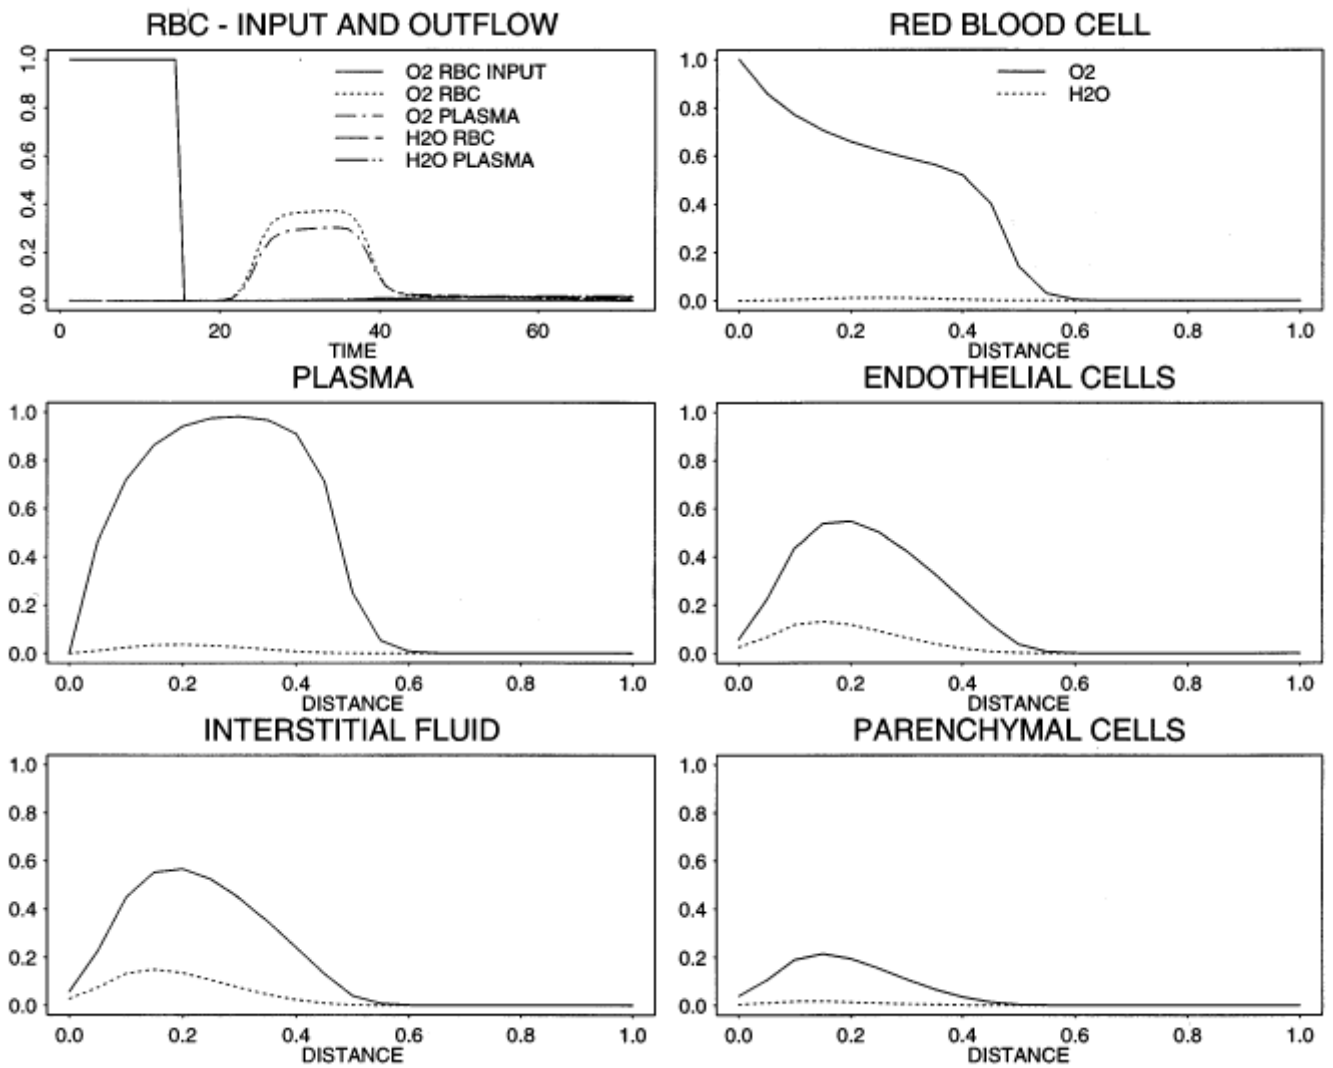 RBC - INPUT AND OUTFLOW
1.0
0.8
0.6
0.4
0.2
0.0
O2 RBC INPUT
O2 RBC
O2 PLASMA
H2O RBC
H2O PLASMA
0 20 40 60
TIME
RED BLOOD CELL
1.0
0.8
0.6
0.4
0.2
0.0
O2
H2O
0.0 0.2 0.4 0.6 0.8 1.0
DISTANCE
PLASMA
1.0
0.8
0.6
0.4
0.2
0.0
0.0 0.2 0.4 0.6 0.8 1.0
DISTANCE
ENDOTHELIAL CELLS
1.0
0.8
0.6
0.4
0.2
0.0
0.0 0.2 0.4 0.6 0.8 1.0
DISTANCE
INTERSTITIAL FLUID
1.0
0.8
0.6
0.4
0.2
0.0
0.0 0.2 0.4 0.6 0.8 1.0
DISTANCE
PARENCHYMAL CELLS
1.0
0.8
0.6
0.4
0.2
0.0
0.0 0.2 0.4 0.6 0.8 1.0
DISTANCE